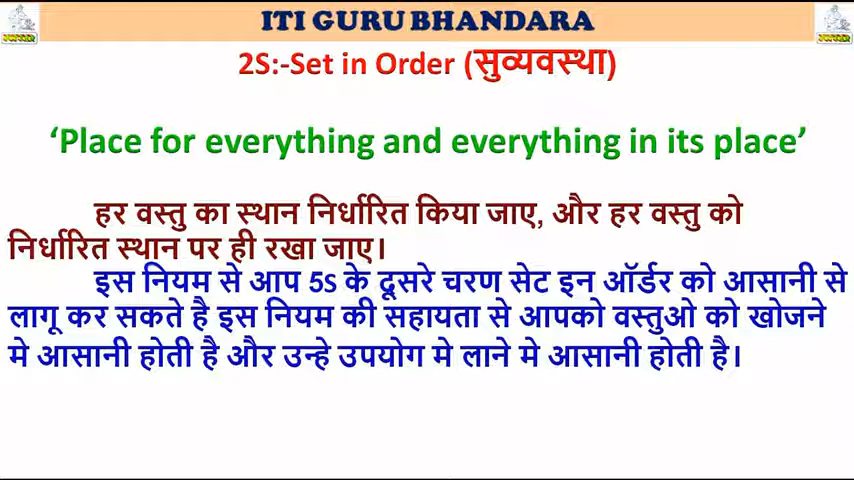 ITI GURU BHANDARA
2S:-Set in Order (सुव्यवस्था)
‘Place for everything and everything in its place’
हर वस्तु का स्थान निर्धारित किया जाए, और हर वस्तु को
निर्धारित स्थान पर ही रखा जाए।
इस नियम से आप 5S के दूसरे चरण सेट इन ऑर्डर को आसानी से
लागू कर सकते है इस नियम की सहायता से आपको वस्तुओ को खोजने
मे आसानी होती है और उन्हे उपयोग मे लाने मे आसानी होती है।